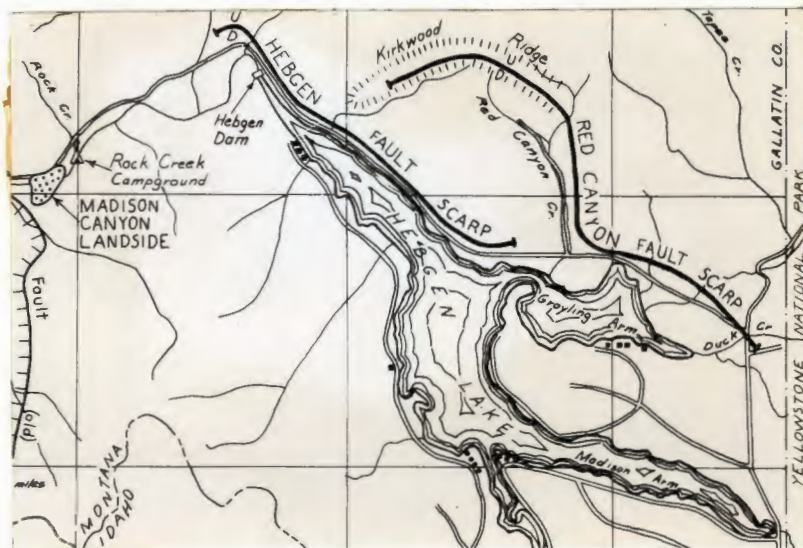 U
D
HEBGEN
FAULT
SCARP
Kirkwood
Ridge
U
D
Tepee
Cr.
GALLATIN CO.
Rock Cr.
Hebgen
Dam
Red
Canyon
Cr.
RED
CANYON
FAULT SCARP
Rock Creek
Campground
MADISON
CANYON
LANDSIDE
PARK
YELLOWSTONE NATIONAL
HEBGEN
LAKE
Grayling
Arm
Duck
Cr
Fault
(old)
Madison
Arm
miles
MONTANA
IDAHO